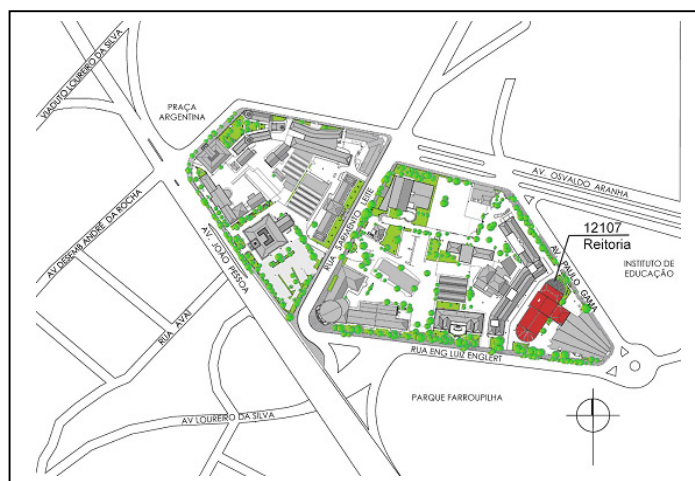 VIADUTO LOUREIRO DA SILVA
PRAÇA
ARGENTINA
AV. OSVALDO ARANHA
RUA SARMENTO LEITE
AV DESEMB ANDRÉ DA ROCHA
AV. JOÃO PESSOA
AV. PAULO GAMA
12107
Reitoria
INSTITUTO DE
EDUCAÇÃO
RUA AVAI
RUA ENG LUIZ ENGLERT
PARQUE FARROUPILHA
AV LOUREIRO DA SILVA